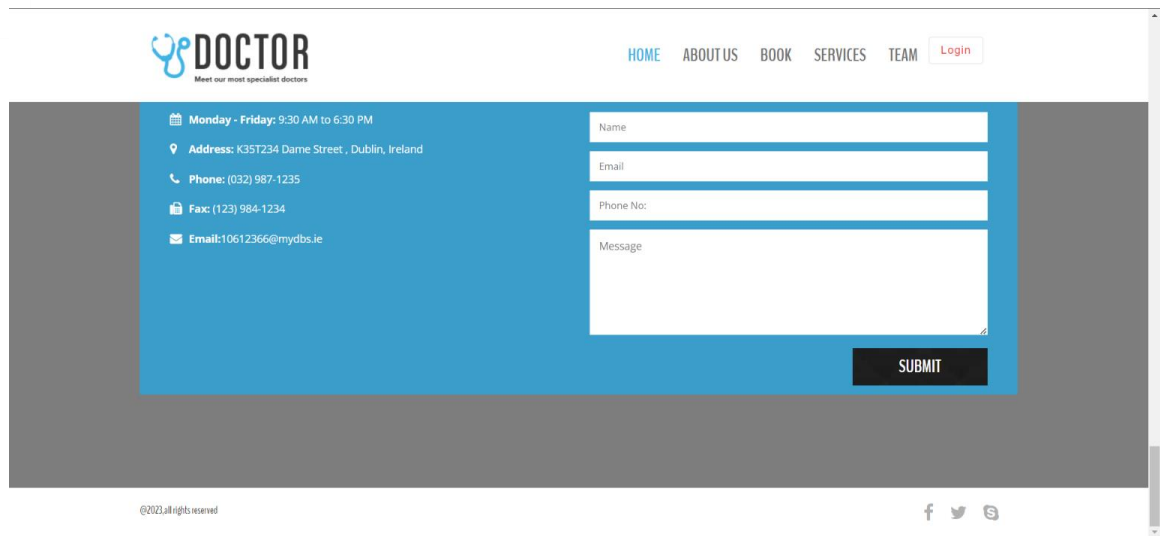 DOCTOR
Meet our most specialist doctors
HOME ABOUT US BOOK SERVICES TEAM Login
Monday - Friday: 9:30 AM to 6:30 PM
Address: K35T234 Dame Street , Dublin, Ireland
Phone: (032) 987-1235
Fax: (123) 984-1234
Email:10612366@mydbs.ie
Name
Email
Phone No:
Message
SUBMIT
@2023,all rights reserved